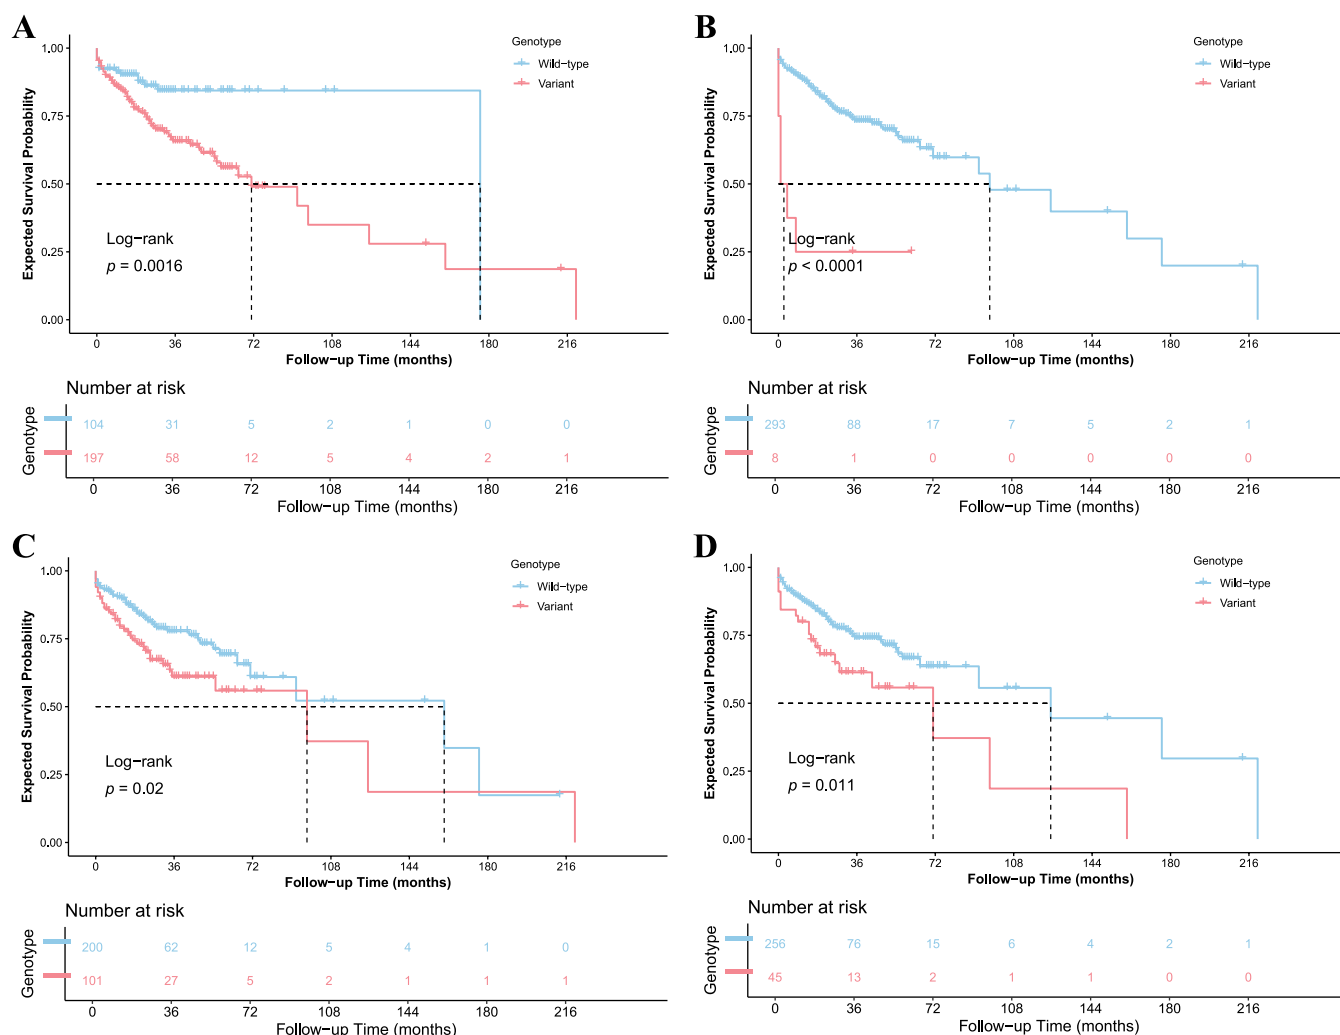 A
Genotype
Wild-type
Variant
Expected Survival Probability
1.00
0.75
0.50
0.25
0.00
Log-rank
p = 0.0016
0 36 72 108 144 180 216
Follow-up Time (months)
Number at risk
Genotype
104 31 5 2 1 0 0
197 58 12 5 4 2 1
0 36 72 108 144 180 216
Follow-up Time (months)
B
Genotype
Wild-type
Variant
Expected Survival Probability
1.00
0.75
0.50
0.25
0.00
Log-rank
p < 0.0001
0 36 72 108 144 180 216
Follow-up Time (months)
Number at risk
Genotype
293 88 17 7 5 2 1
8 1 0 0 0 0 0
0 36 72 108 144 180 216
Follow-up Time (months)
C
Genotype
Wild-type
Variant
Expected Survival Probability
1.00
0.75
0.50
0.25
0.00
Log-rank
p = 0.02
0 36 72 108 144 180 216
Follow-up Time (months)
Number at risk
Genotype
200 62 12 5 4 1 0
101 27 5 2 1 1 1
0 36 72 108 144 180 216
Follow-up Time (months)
D
Genotype
Wild-type
Variant
Expected Survival Probability
1.00
0.75
0.50
0.25
0.00
Log-rank
p = 0.011
0 36 72 108 144 180 216
Follow-up Time (months)
Number at risk
Genotype
256 76 15 6 4 2 1
45 13 2 1 1 0 0
0 36 72 108 144 180 216
Follow-up Time (months)